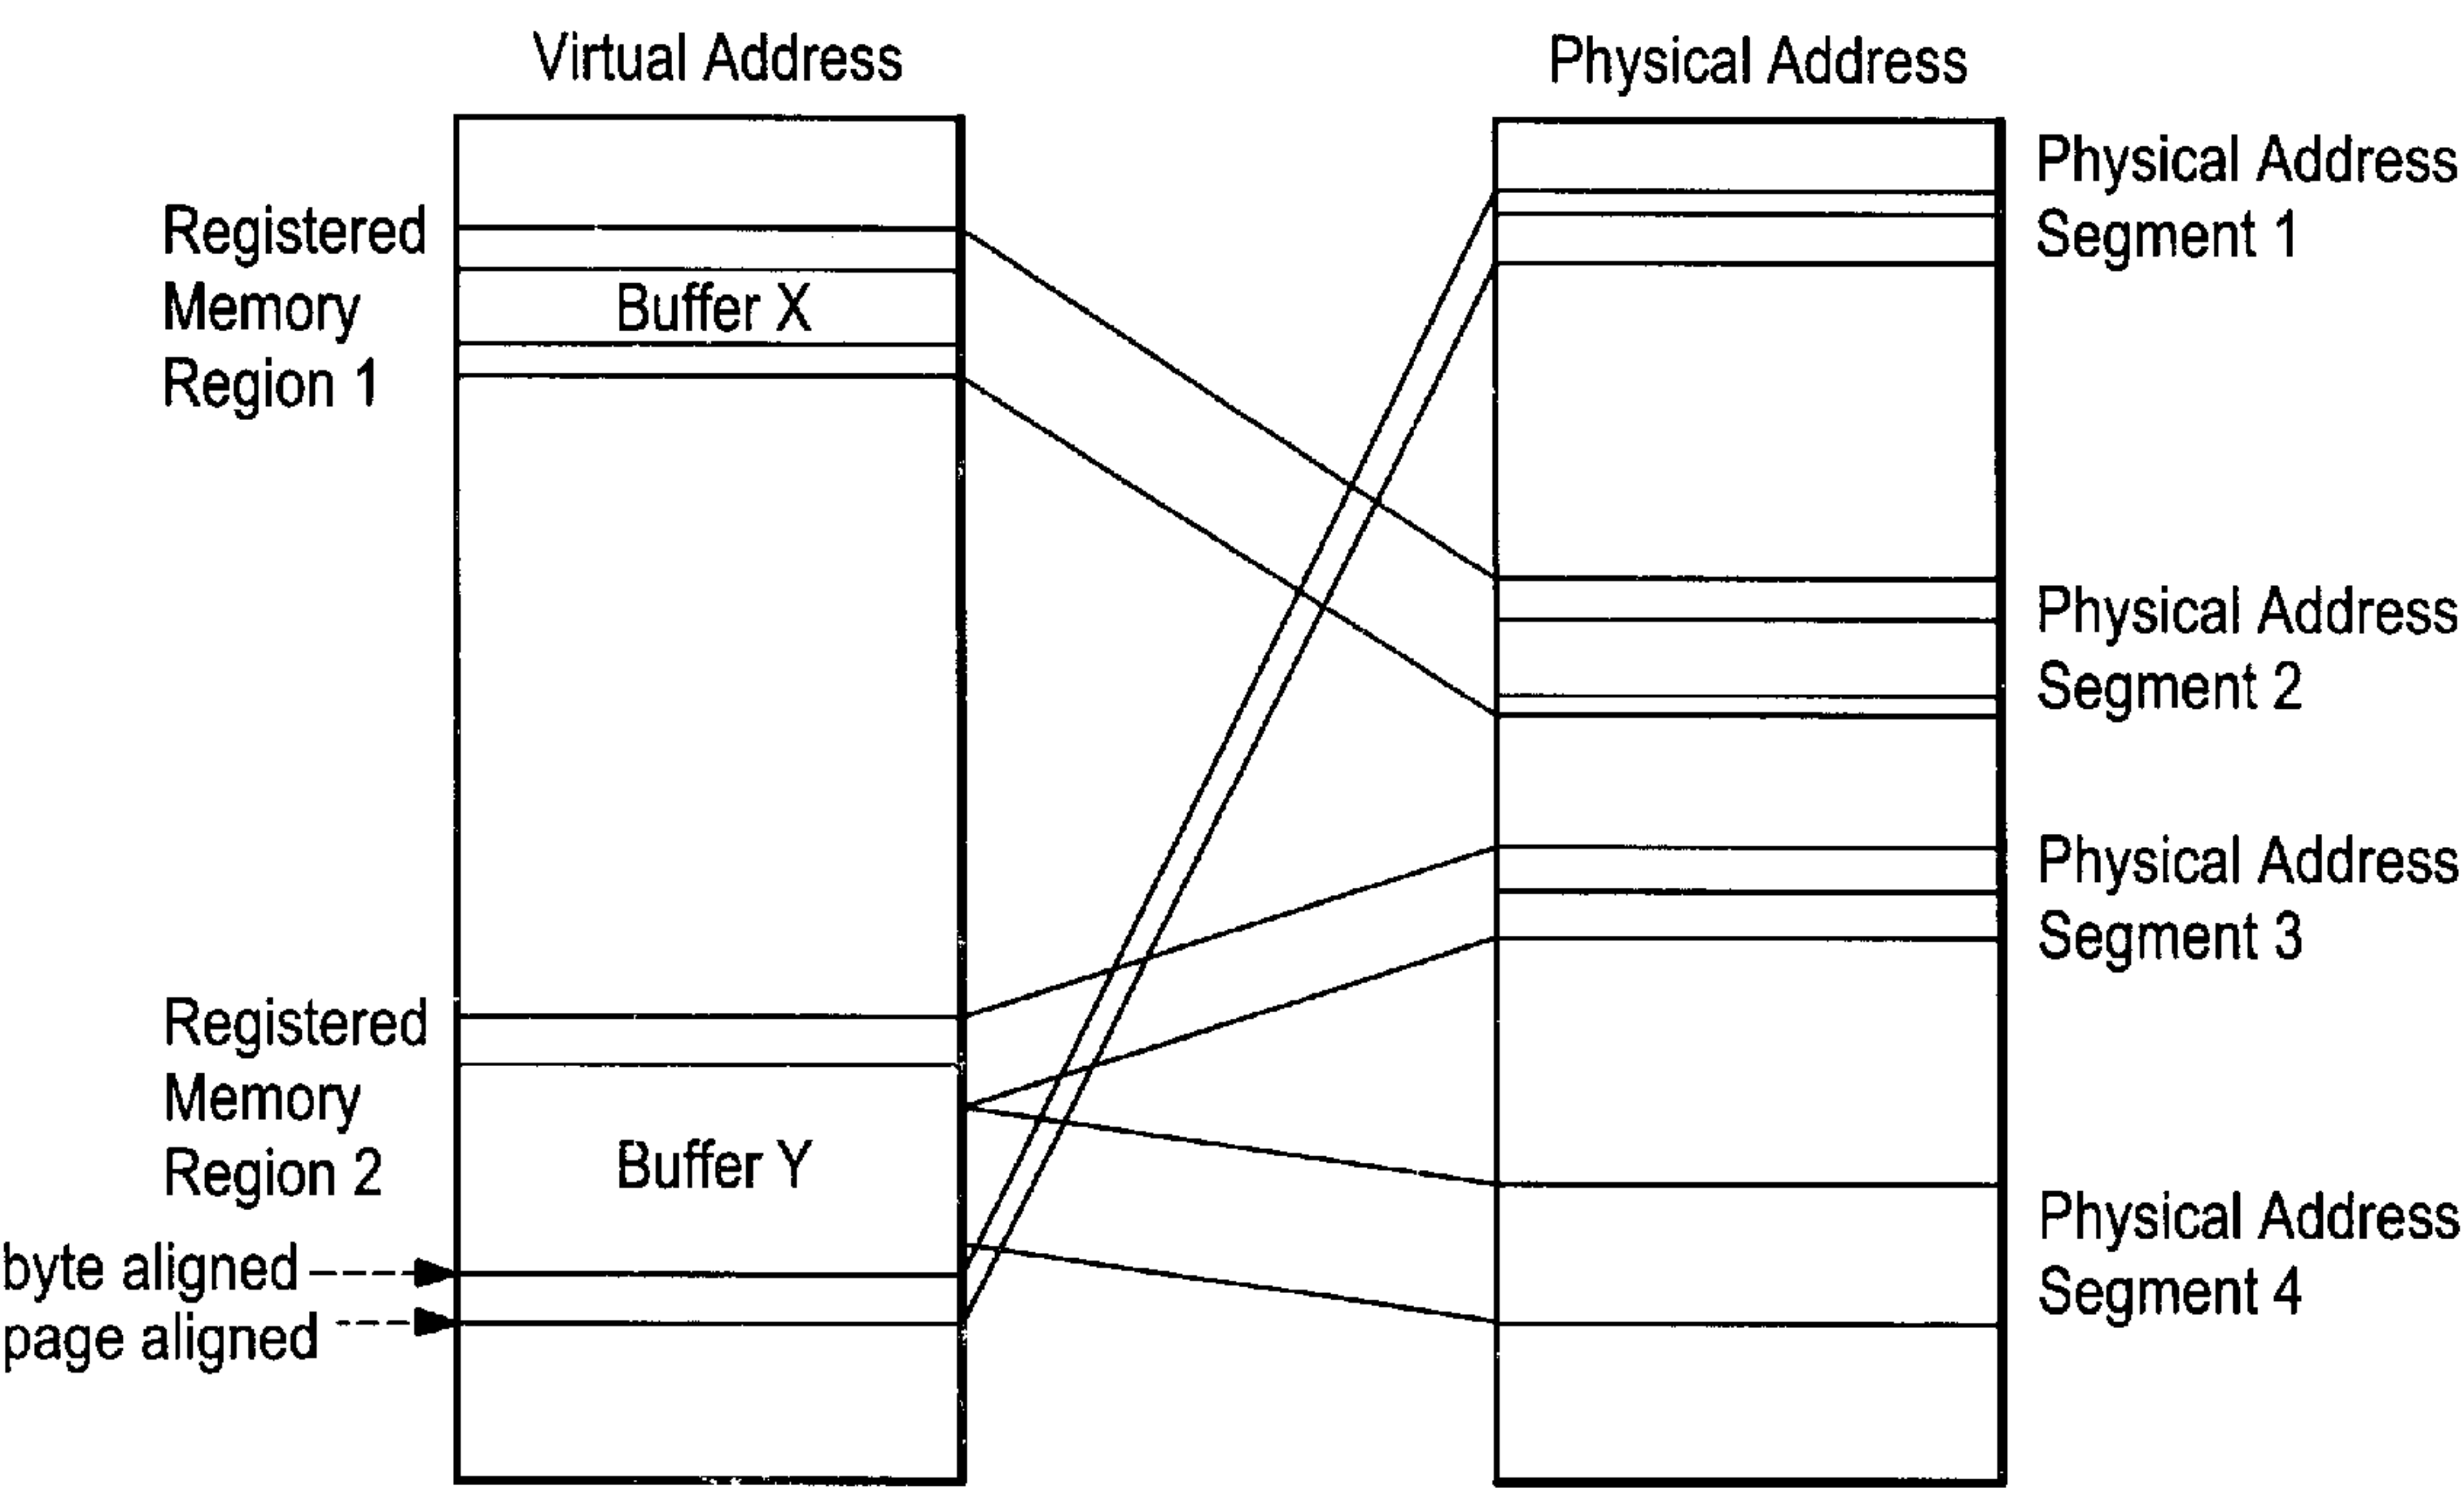 Virtual Address
Physical Address
Registered
Memory
Region 1
Buffer X
Physical Address
Segment 1
Physical Address
Segment 2
Physical Address
Segment 3
Registered
Memory
Region 2
Buffer Y
byte aligned
page aligned
Physical Address
Segment 4